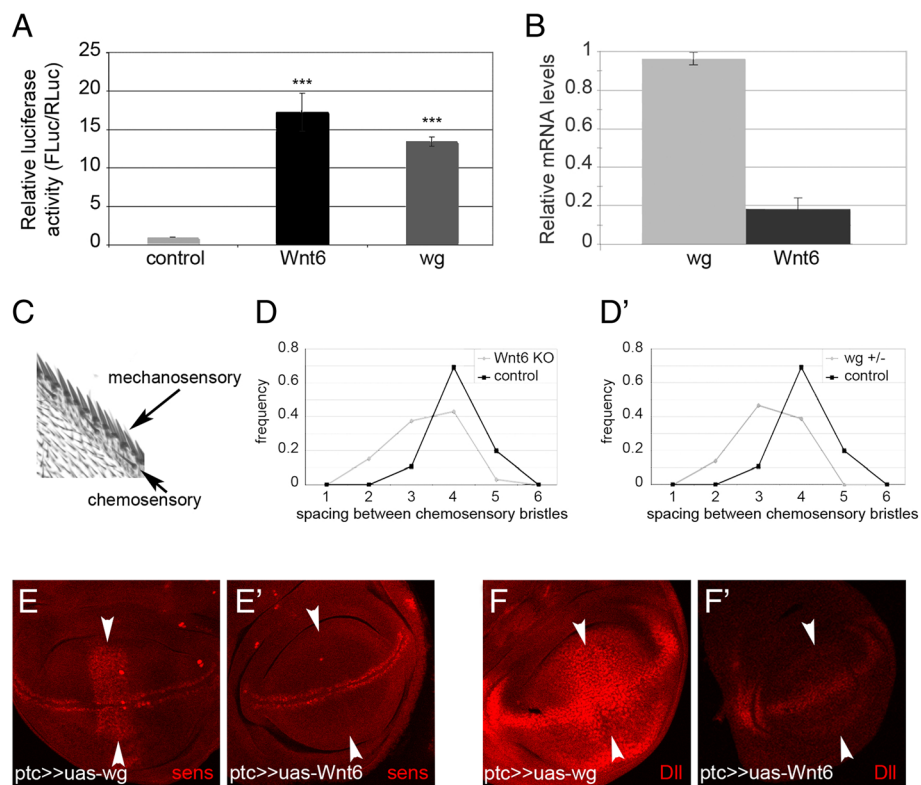 A
Relative luciferase
activity (FLuc/RLuc)
25
20
15
10
5
0
***
***
control
Wnt6
wg
B
Relative mRNA levels
1
0.8
0.6
0.4
0.2
0
wg
Wnt6
C
mechanosensory
chemosensory
D
frequency
0.8
0.6
0.4
0.2
0
Wnt6 KO
control
1 2 3 4 5 6
spacing between chemosensory bristles
D'
frequency
0.8
0.6
0.4
0.2
0
wg +/-
control
1 2 3 4 5 6
spacing between chemosensory bristles
E
ptc>>uas-wg
sens
E'
ptc>>uas-Wnt6
sens
F
ptc>>uas-wg
Dll
F'
ptc>>uas-Wnt6
Dll